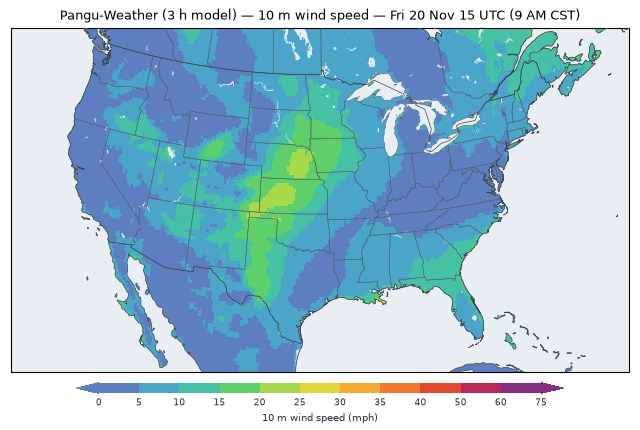 Pangu-Weather (3 h model) — 10 m wind speed — Fri 20 Nov 15 UTC (9 AM CST)
0 5 10 15 20 25 30 35 40 50 60 75
10 m wind speed (mph)